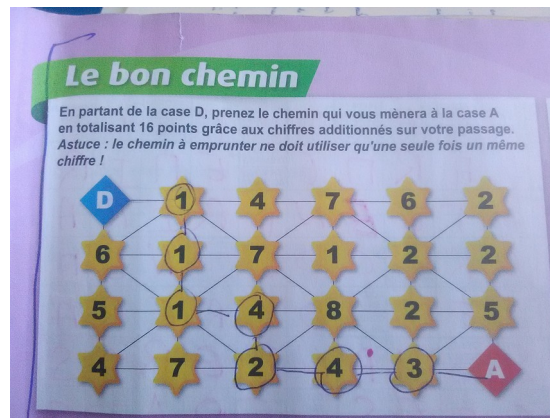 Le bon chemin
En partant de la case D, prenez le chemin qui vous mènera à la case A
en totalisant 16 points grâce aux chiffres additionnés sur votre passage.
Astuce : le chemin à emprunter ne doit utiliser qu'une seule fois un même
chiffre !
D 1 4 7 6 2
6 1 7 1 2 2
5 1 4 8 2 5
4 7 2 4 3 A